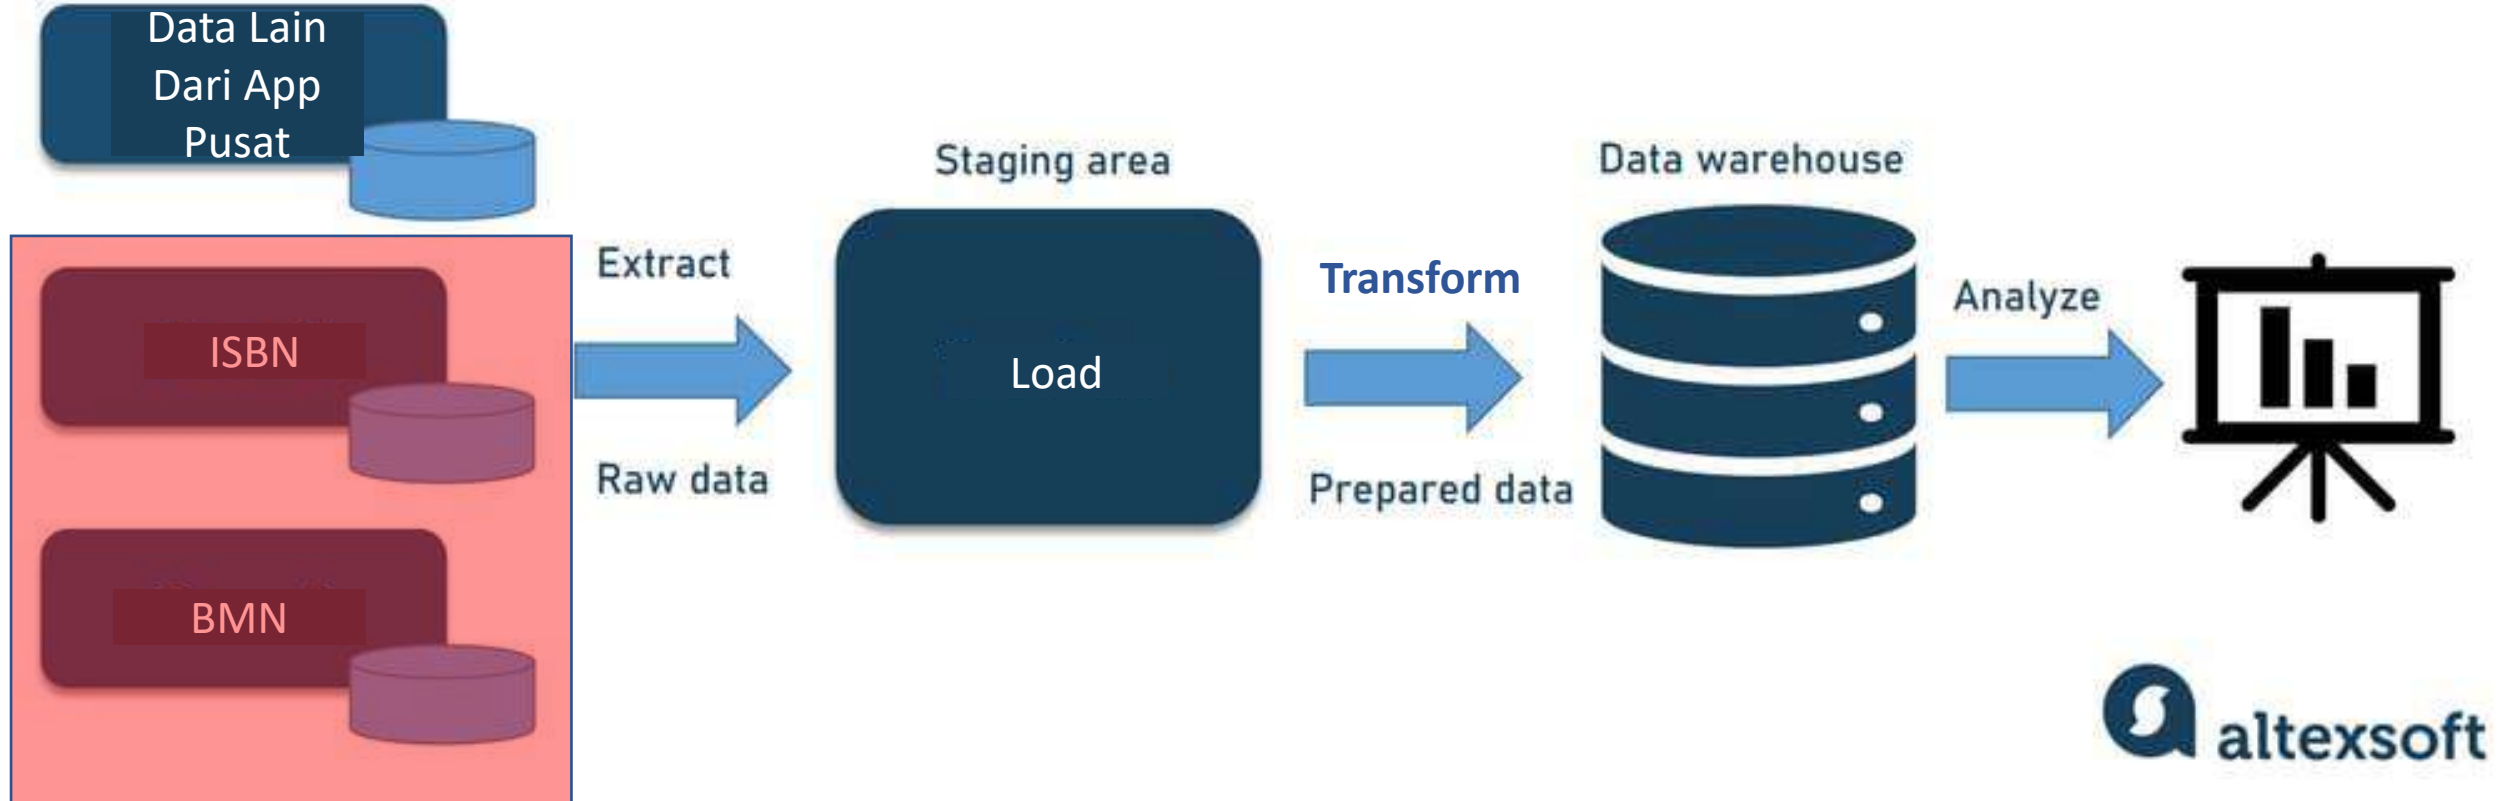 Data Lain
Dari App
Pusat
ISBN
BMN
Extract
Raw data
Staging area
Load
Transform
Prepared data
Data warehouse
Analyze
altexsoft